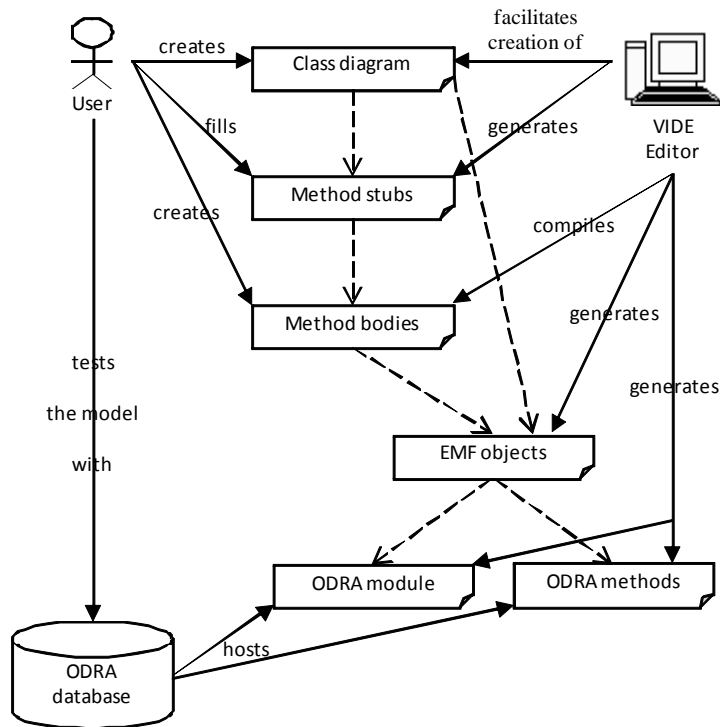 facilitates
creation of
creates
Class diagram
User
VIDE
Editor
fills
generates
Method stubs
creates
compiles
Method bodies
generates
tests
the model
with
generates
EMF objects
ODRA module
ODRA methods
hosts
ODRA
database